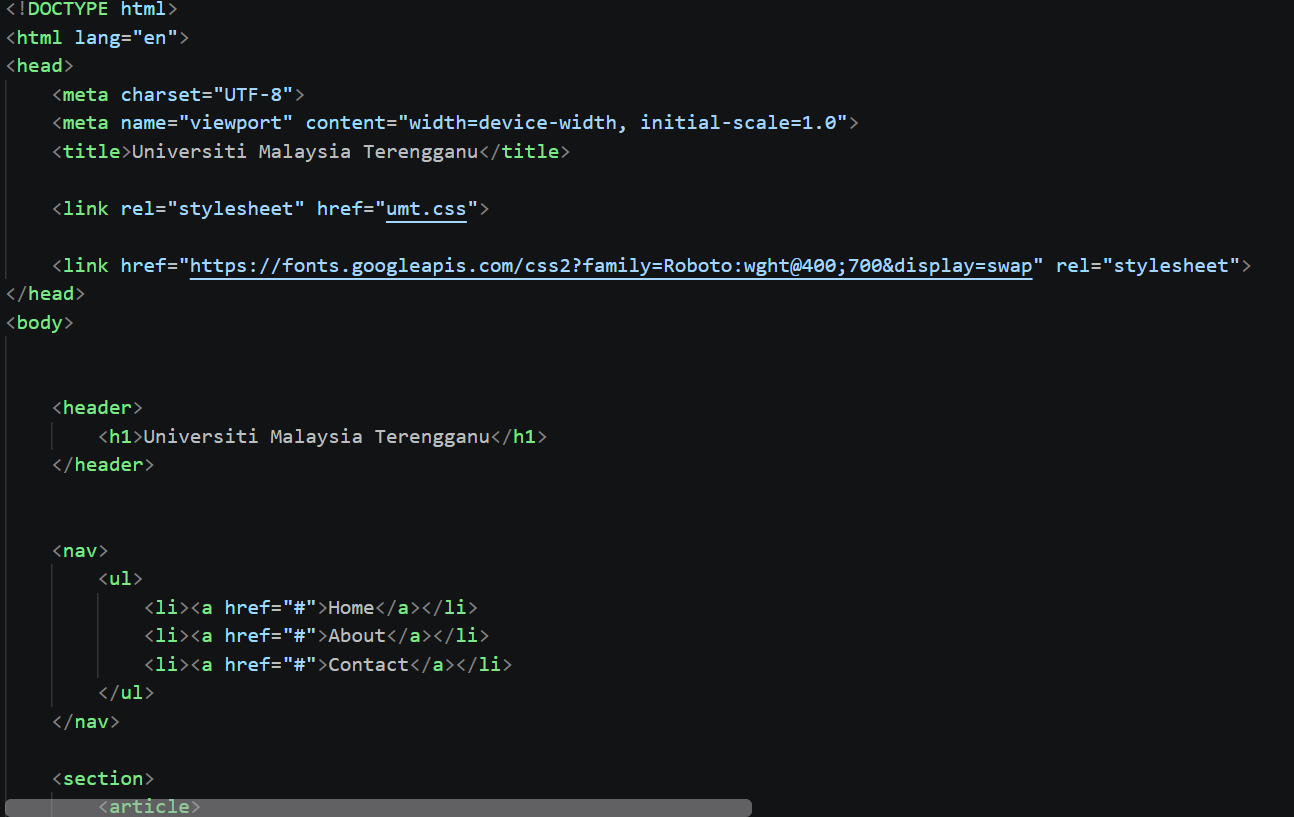 <!DOCTYPE html>
<html lang="en">
<head>
    <meta charset="UTF-8">
    <meta name="viewport" content="width=device-width, initial-scale=1.0">
    <title>Universiti Malaysia Terengganu</title>
    <link rel="stylesheet" href="umt.css">
    <link href="https://fonts.googleapis.com/css2?family=Roboto:wght@400;700&display=swap" rel="stylesheet">
</head>
<body>
    <header>
        <h1>Universiti Malaysia Terengganu</h1>
    </header>
    <nav>
        <ul>
            <li><a href="#">Home</a></li>
            <li><a href="#">About</a></li>
            <li><a href="#">Contact</a></li>
        </ul>
    </nav>
    <section>
        <article>